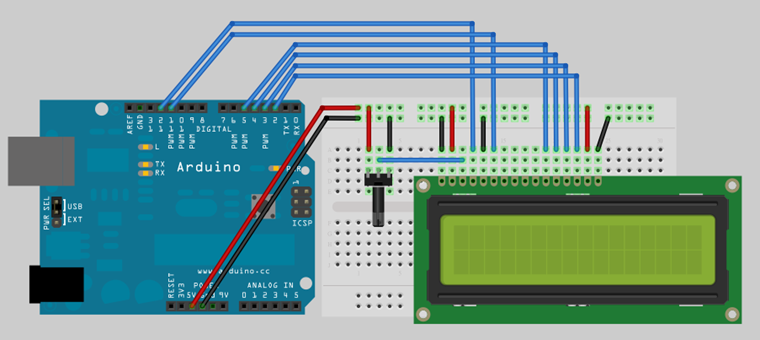 AREF
GND
13
12
11
10
9
8
7
6
5
4
3
2
1
0
PWM
PWM
PWM
PWM
PWM
PWM
TX
RX
DIGITAL
L
Arduino
TX
RX
PWR SEL
USB
EXT
ICSP
1
www.arduino.cc
RESET
3V3
5V
9V
ANALOG IN
0 1 2 3 4 5